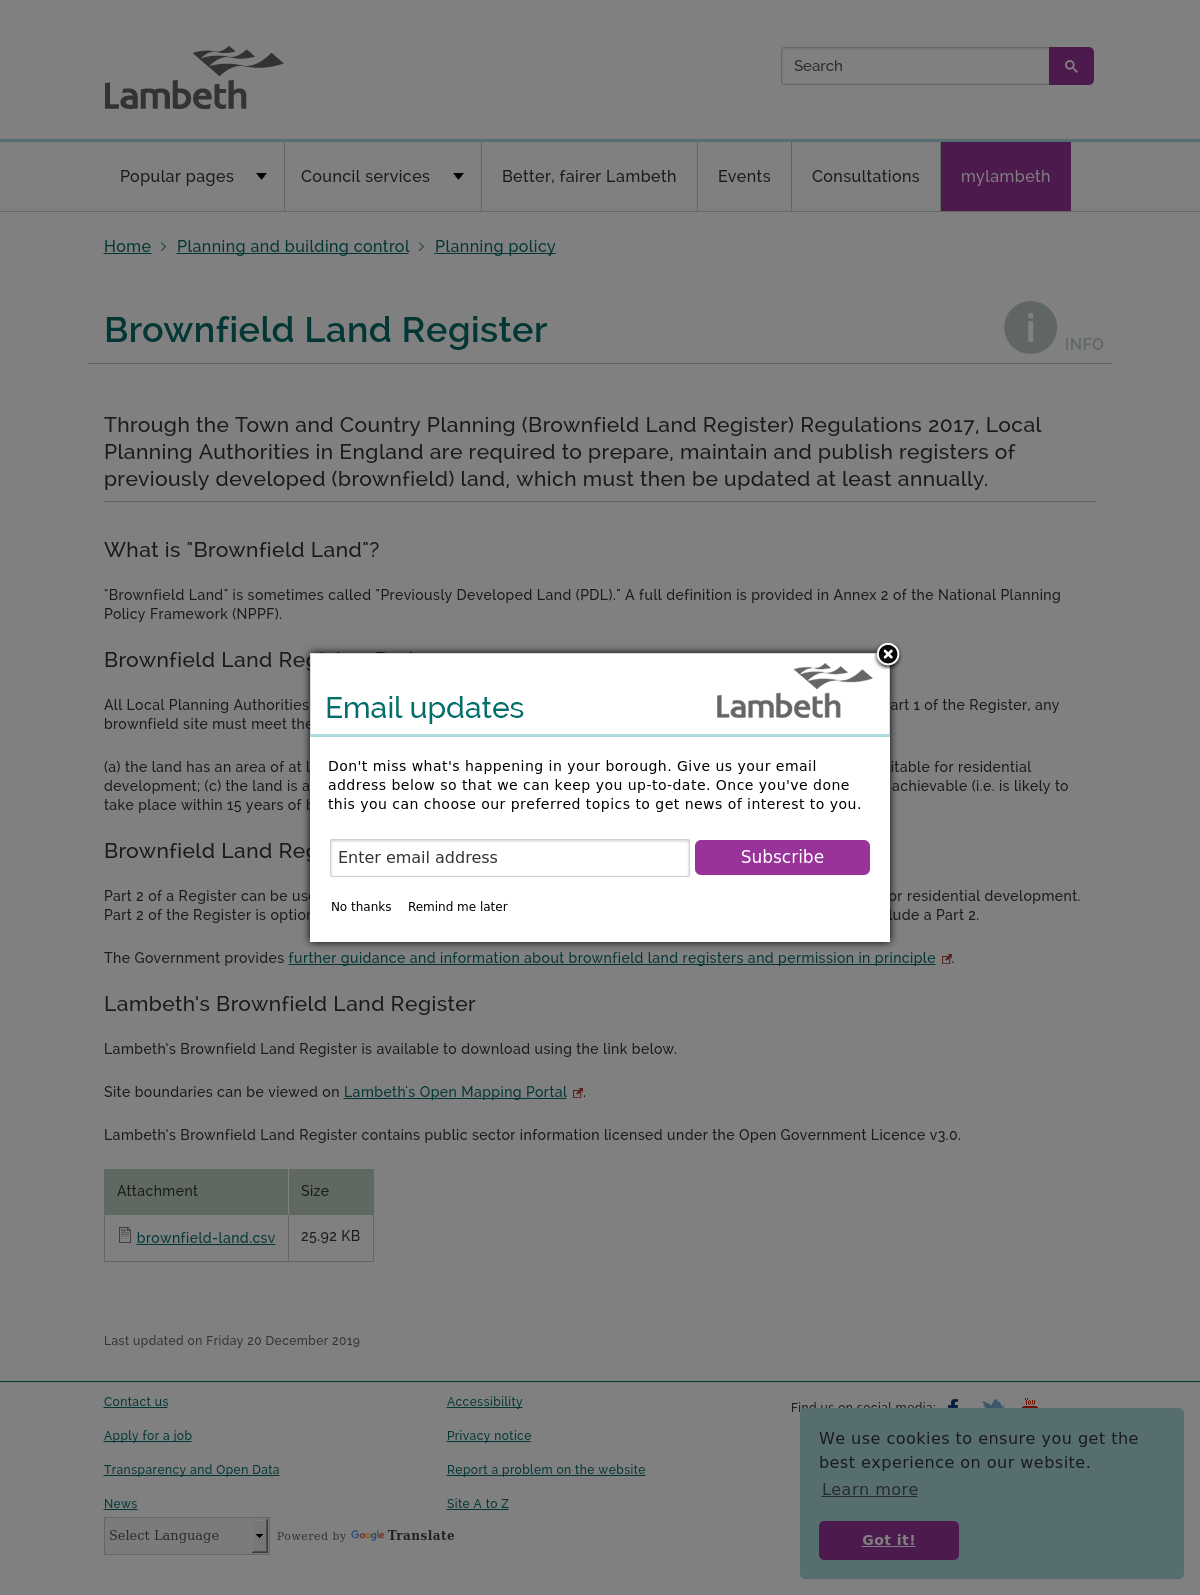 Lambeth
Search
Popular pages
Council services
Better, fairer Lambeth
Events
Consultations
mylambeth
Home
Planning and building control
Planning policy
Brownfield Land Register
i
INFO
Through the Town and Country Planning (Brownfield Land Register) Regulations 2017, Local
Planning Authorities in England are required to prepare, maintain and publish registers of
previously developed (brownfield) land, which must then be updated at least annually.
What is "Brownfield Land"?
"Brownfield Land" is sometimes called "Previously Developed Land (PDL)." A full definition is provided in Annex 2 of the National Planning
Policy Framework (NPPF).
Brownfield Land
All Local Planning Authorities
1 of the Register, any
brownfield site must meet the
(a) the land has an area of at
for residential
development; (c) the land is
achievable (i.e. is likely to
take place within 15 years of
Brownfield Land
Part 2 of a Register can be
or residential development.
Part 2 of the Register is
a Part 2.
Email updates
Lambeth
Don't miss what's happening in your borough. Give us your email
address below so that we can keep you up-to-date. Once you've done
this you can choose our preferred topics to get news of interest to you.
Enter email address
Subscribe
No thanks
Remind me later
The Government provides further guidance and information about brownfield land registers and permission in principle .
Lambeth's Brownfield Land Register
Lambeth's Brownfield Land Register is available to download using the link below.
Site boundaries can be viewed on Lambeth's Open Mapping Portal .
Lambeth's Brownfield Land Register contains public sector information licensed under the Open Government Licence v3.0.
Attachment
Size
brownfield-land.csv
25.92 KB
Last updated on Friday 20 December 2019
Contact us
Accessibility
Find us on social media:
Apply for a job
Privacy notice
Transparency and Open Data
Report a problem on the website
News
Site A to Z
Select Language
Powered by Google Translate
We use cookies to ensure you get the
best experience on our website.
Learn more
Got it!